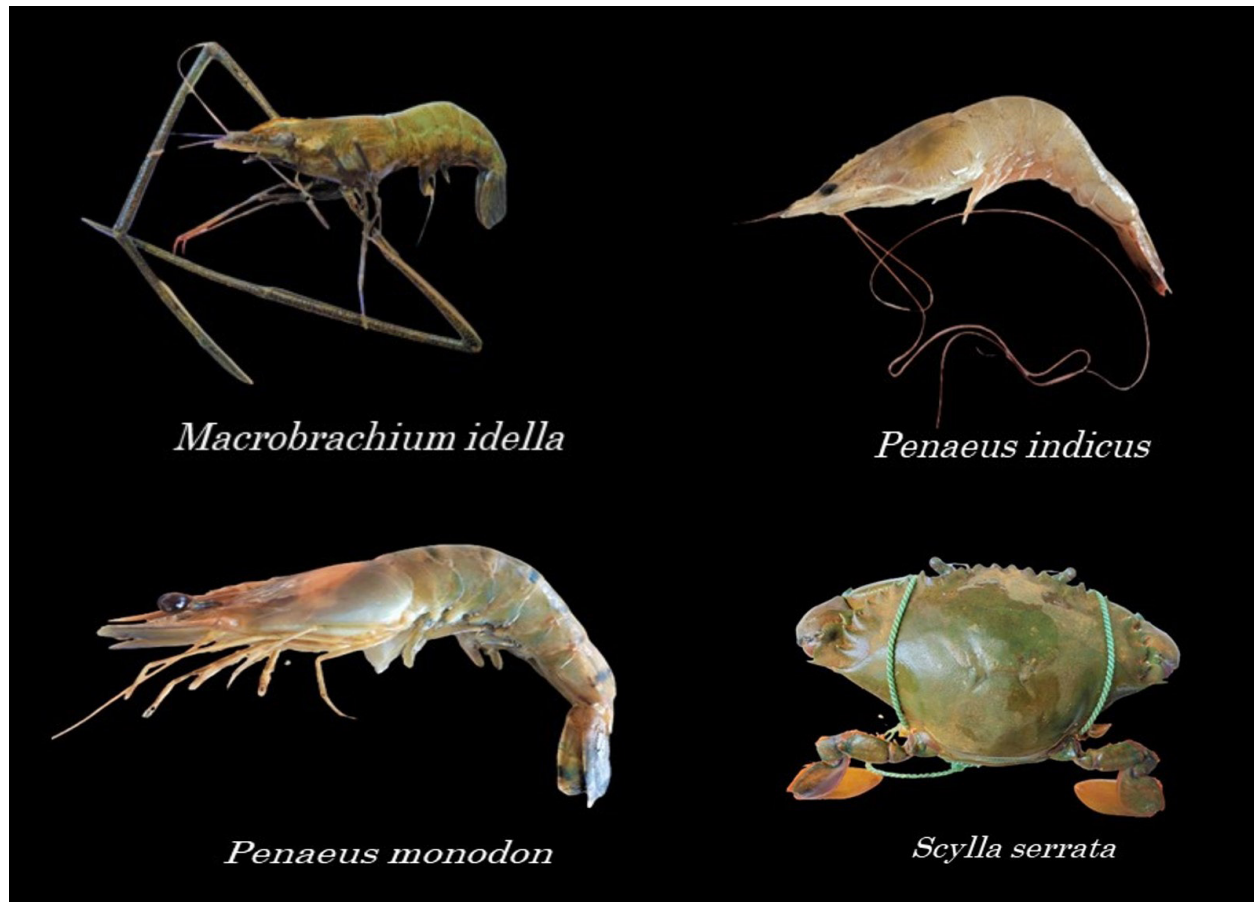 Macrobrachium idella
Penaeus indicus
Penaeus monodon
Scylla serrata